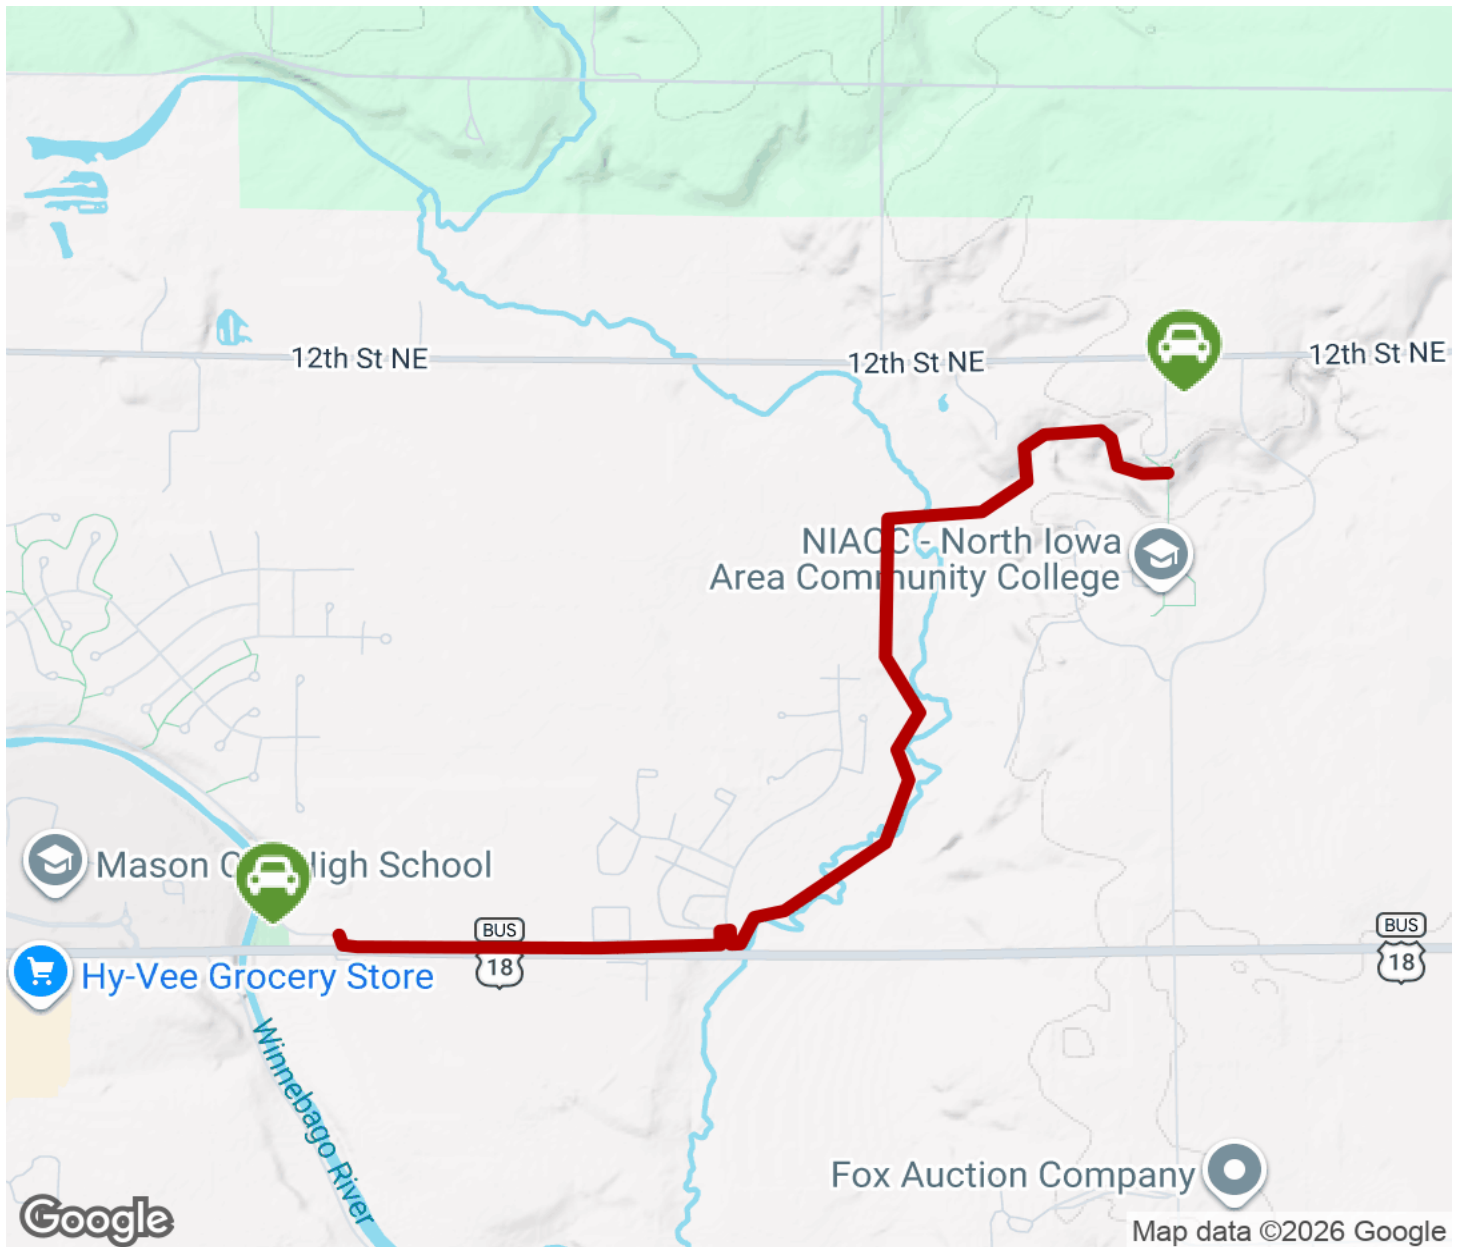 12th St NE
12th St NE
12th St NE
NIACC - North Iowa
Area Community College
Mason City High School
BUS
18
BUS
18
Hy-Vee Grocery Store
Winnebago River
Fox Auction Company
Google
Map data ©2026 Google